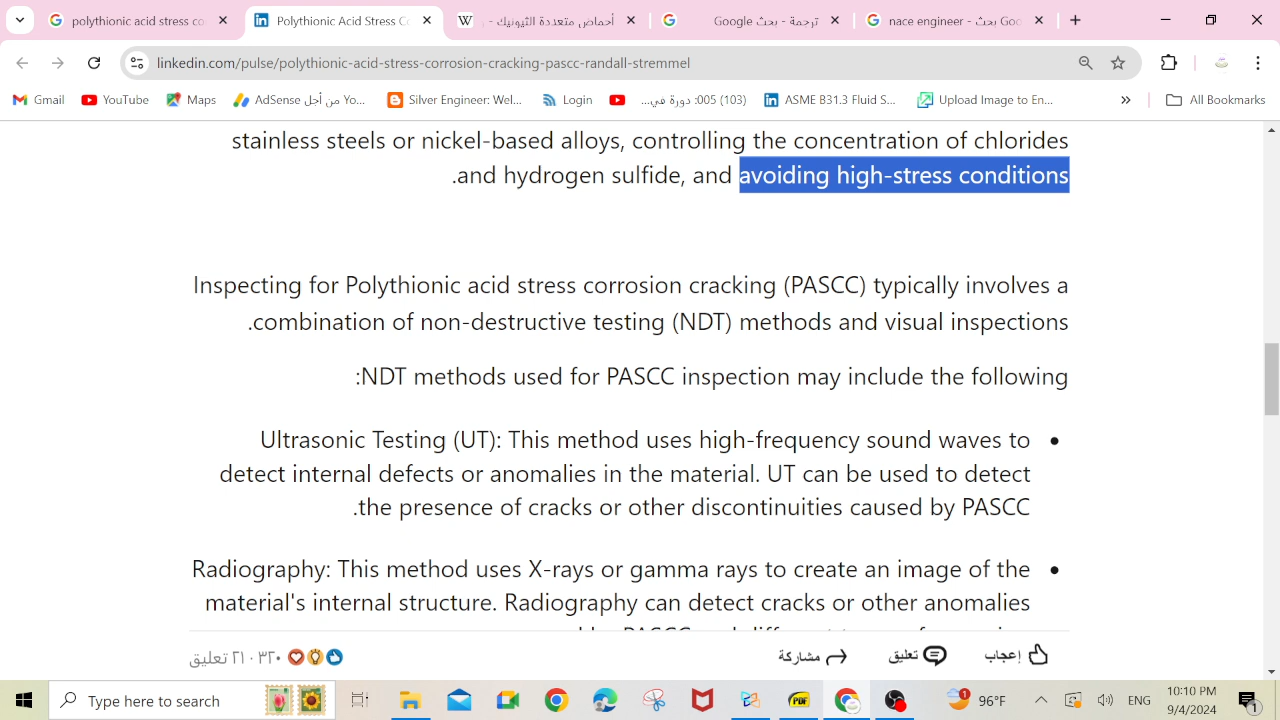 polythionic acid stress cor
Polythionic Acid Stress Co
أحماض متعددة الثيونيك - و
ترجمة - بحث Google
nace engineer - بحث Goo
linkedin.com/pulse/polythionic-acid-stress-corrosion-cracking-pascc-randall-stremmel
Gmail
YouTube
Maps
AdSense من أجل Yo...
Silver Engineer: Wel...
Login
(103) 005: دورة في...
ASME B31.3 Fluid S...
Upload Image to En...
All Bookmarks
stainless steels or nickel-based alloys, controlling the concentration of chlorides
and hydrogen sulfide, and avoiding high-stress conditions.
Inspecting for Polythionic acid stress corrosion cracking (PASCC) typically involves a
combination of non-destructive testing (NDT) methods and visual inspections.
NDT methods used for PASCC inspection may include the following:
• Ultrasonic Testing (UT): This method uses high-frequency sound waves to
detect internal defects or anomalies in the material. UT can be used to detect
the presence of cracks or other discontinuities caused by PASCC.
• Radiography: This method uses X-rays or gamma rays to create an image of the
material's internal structure. Radiography can detect cracks or other anomalies
إعجاب
تعليق
مشاركة
٣٢٠ · ٢١ تعليق
Type here to search
1
96°F
ENG
10:10 PM
9/4/2024
1
PDF